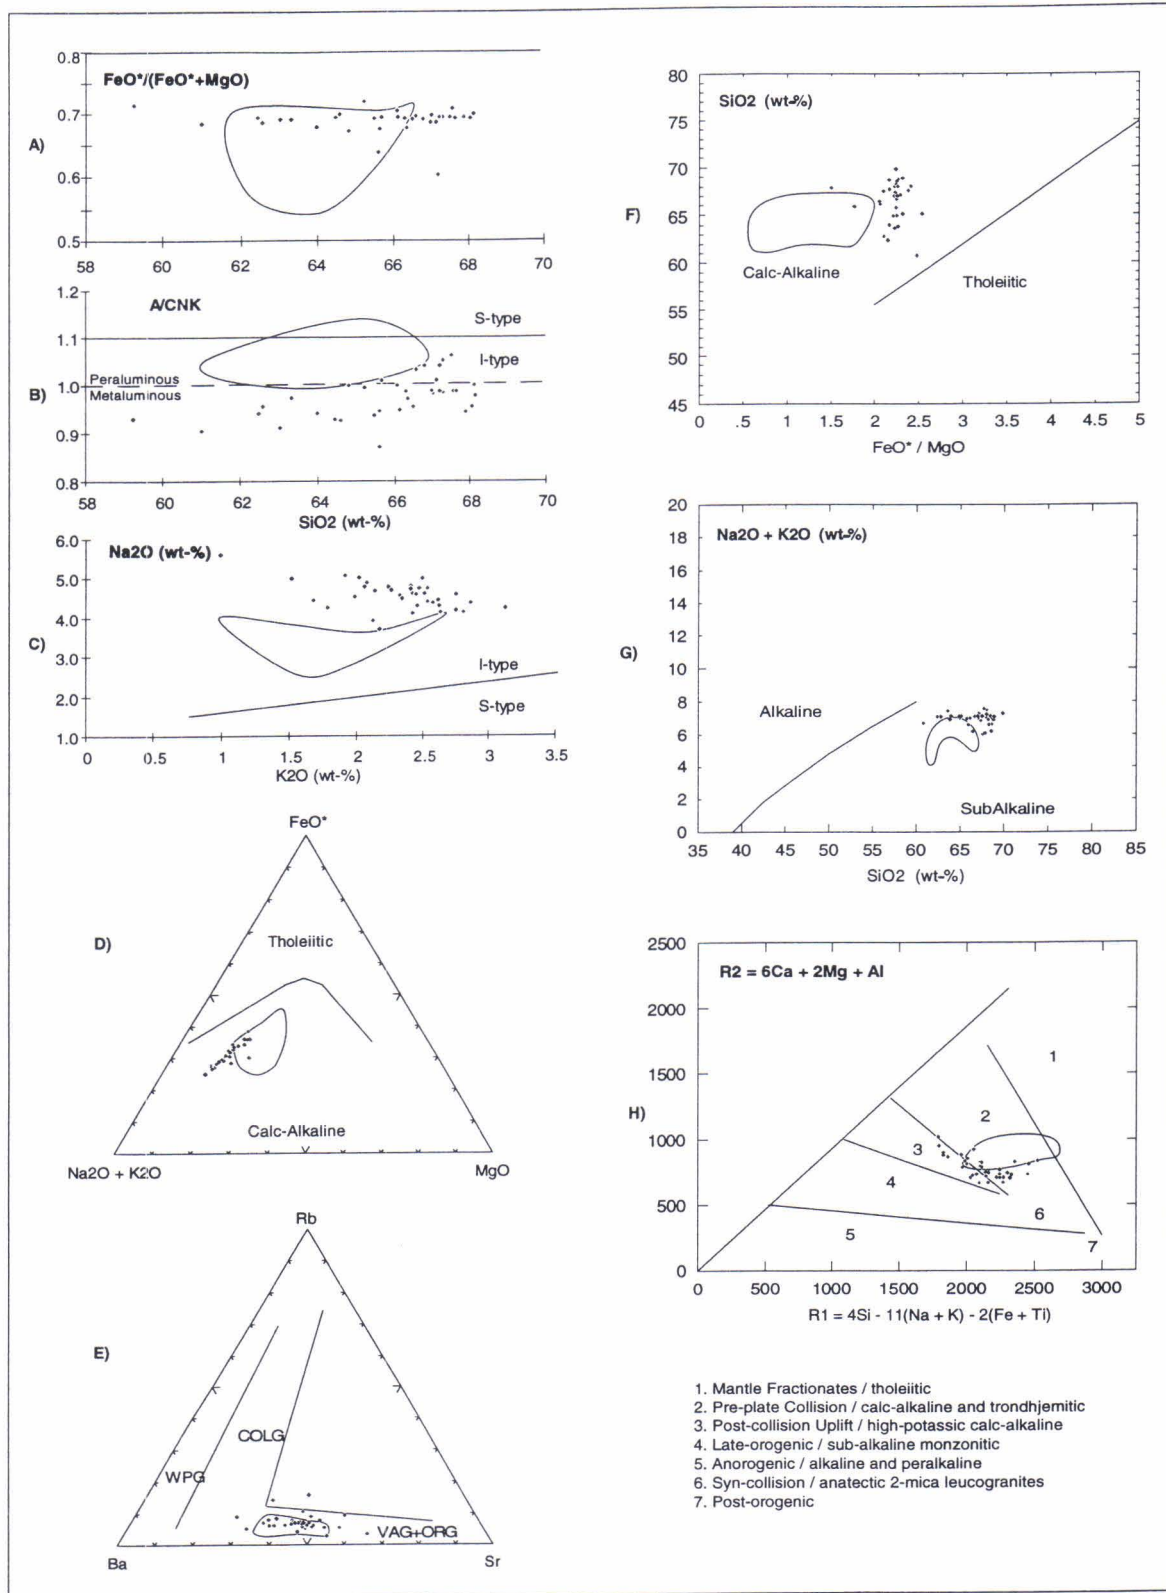 A)
FeO*/(FeO*+MgO)
0.8
0.7
0.6
0.5
58 60 62 64 66 68 70
B)
A/CNK
1.2
1.1
1.0
0.9
0.8
S-type
I-type
Peraluminous
Metaluminous
58 60 62 64 66 68 70
SiO2 (wt-%)
C)
Na2O (wt-%)
6.0
5.0
4.0
3.0
2.0
1.0
I-type
S-type
0 0.5 1 1.5 2 2.5 3 3.5
K2O (wt-%)
D)
FeO*
Tholeiitic
Calc-Alkaline
Na2O + K2O
MgO
E)
Rb
COLG
WPG
VAG+ORG
Ba
Sr
F)
SiO2 (wt-%)
80
75
70
65
60
55
50
45
Calc-Alkaline
Tholeiitic
0 .5 1 1.5 2 2.5 3 3.5 4 4.5 5
FeO* / MgO
G)
Na2O + K2O (wt-%)
20
18
16
14
12
10
8
6
4
2
0
Alkaline
SubAlkaline
35 40 45 50 55 60 65 70 75 80 85
SiO2 (wt-%)
H)
R2 = 6Ca + 2Mg + Al
2500
2000
1500
1000
500
0
1
2
3
4
6
5
7
0 500 1000 1500 2000 2500 3000
R1 = 4Si - 11(Na + K) - 2(Fe + Ti)
1. Mantle Fractionates / tholeiitic
2. Pre-plate Collision / calc-alkaline and trondhjemitic
3. Post-collision Uplift / high-potassic calc-alkaline
4. Late-orogenic / sub-alkaline monzonitic
5. Anorogenic / alkaline and peralkaline
6. Syn-collision / anatectic 2-mica leucogranites
7. Post-orogenic